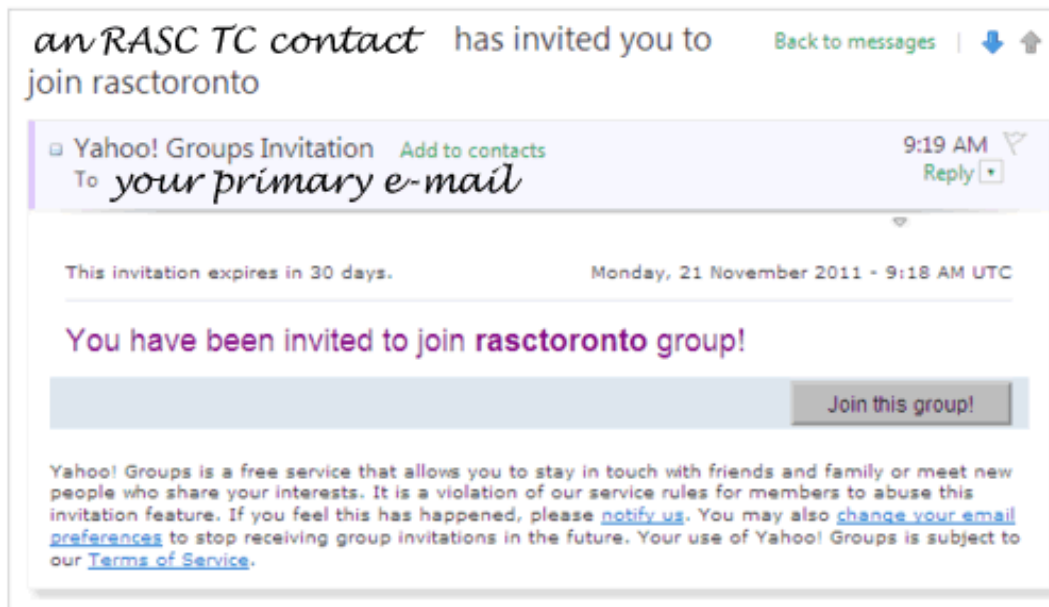 an RASC TC contact has invited you to Back to messages |
join rasctoronto
Yahoo! Groups Invitation Add to contacts 9:19 AM
To your primary e-mail Reply
This invitation expires in 30 days. Monday, 21 November 2011 - 9:18 AM UTC
You have been invited to join rasctoronto group!
Join this group!
Yahoo! Groups is a free service that allows you to stay in touch with friends and family or meet new
people who share your interests. It is a violation of our service rules for members to abuse this
invitation feature. If you feel this has happened, please notify us. You may also change your email
preferences to stop receiving group invitations in the future. Your use of Yahoo! Groups is subject to
our Terms of Service.